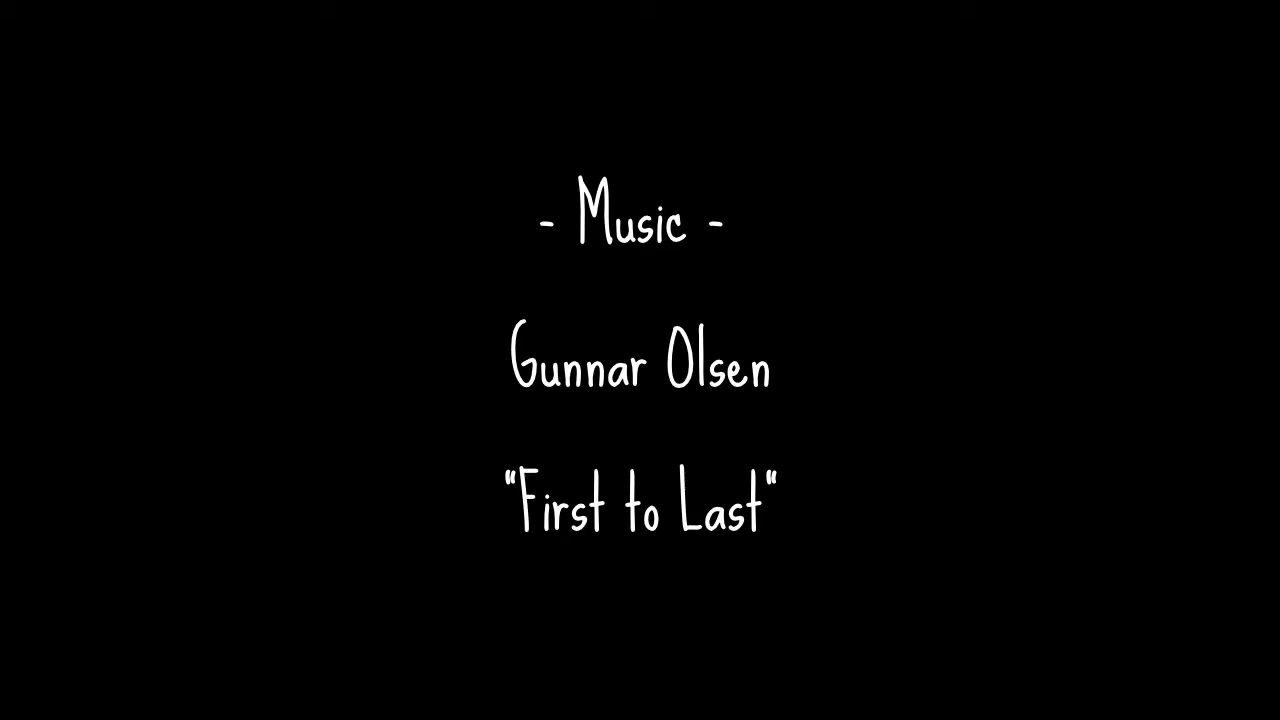 - Music -
Gunnar Olsen
"First to Last"